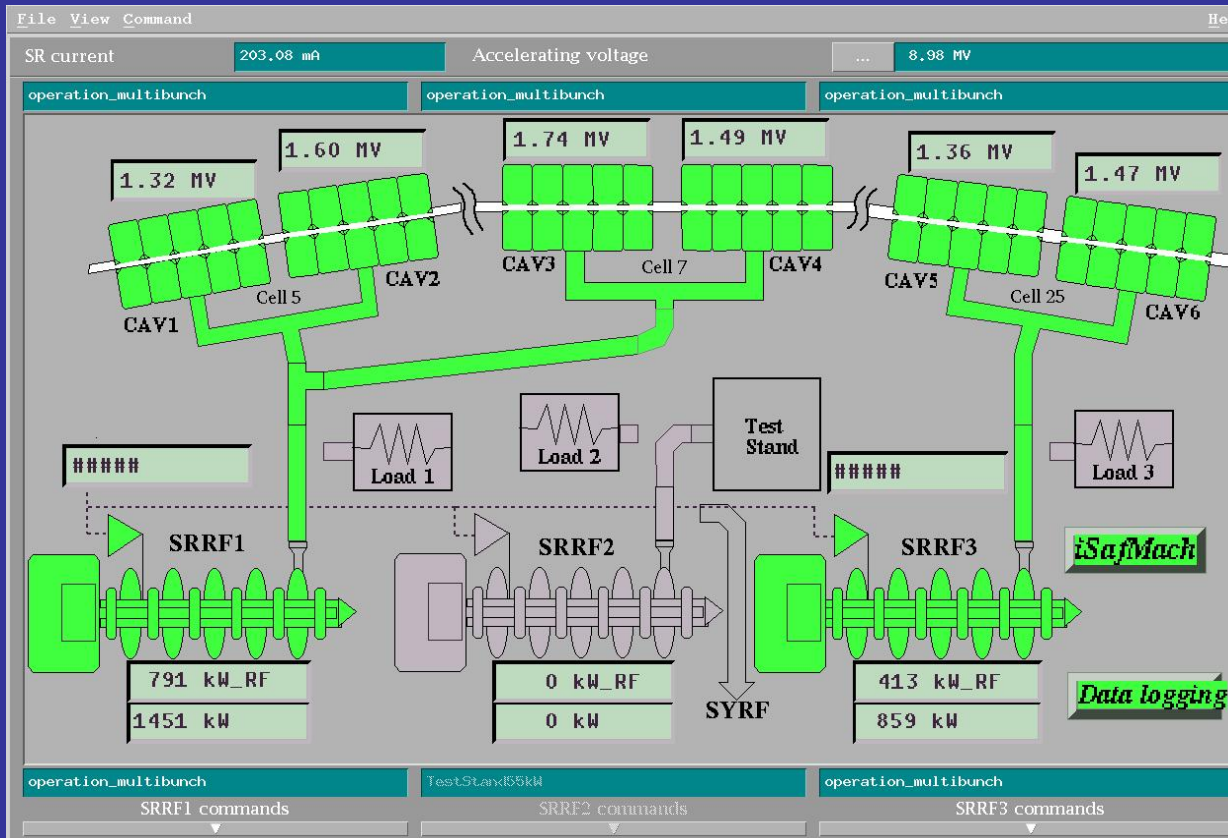 File View Command He
SR current 203.08 mA Accelerating voltage ... 8.98 MV
operation_multibunch operation_multibunch operation_multibunch
1.32 MV 1.60 MV 1.74 MV 1.49 MV 1.36 MV 1.47 MV
CAV1 Cell 5 CAV2 CAV3 Cell 7 CAV4 CAV5 Cell 25 CAV6
Load 1 Load 2 Test Stand Load 3
##### #####
SRRF1 SRRF2 SRRF3 iSafMach
791 kW_RF 0 kW_RF 413 kW_RF
1451 kW 0 kW SYRF 859 kW Data logging
operation_multibunch TestStand155kW operation_multibunch
SRRF1 commands SRRF2 commands SRRF3 commands